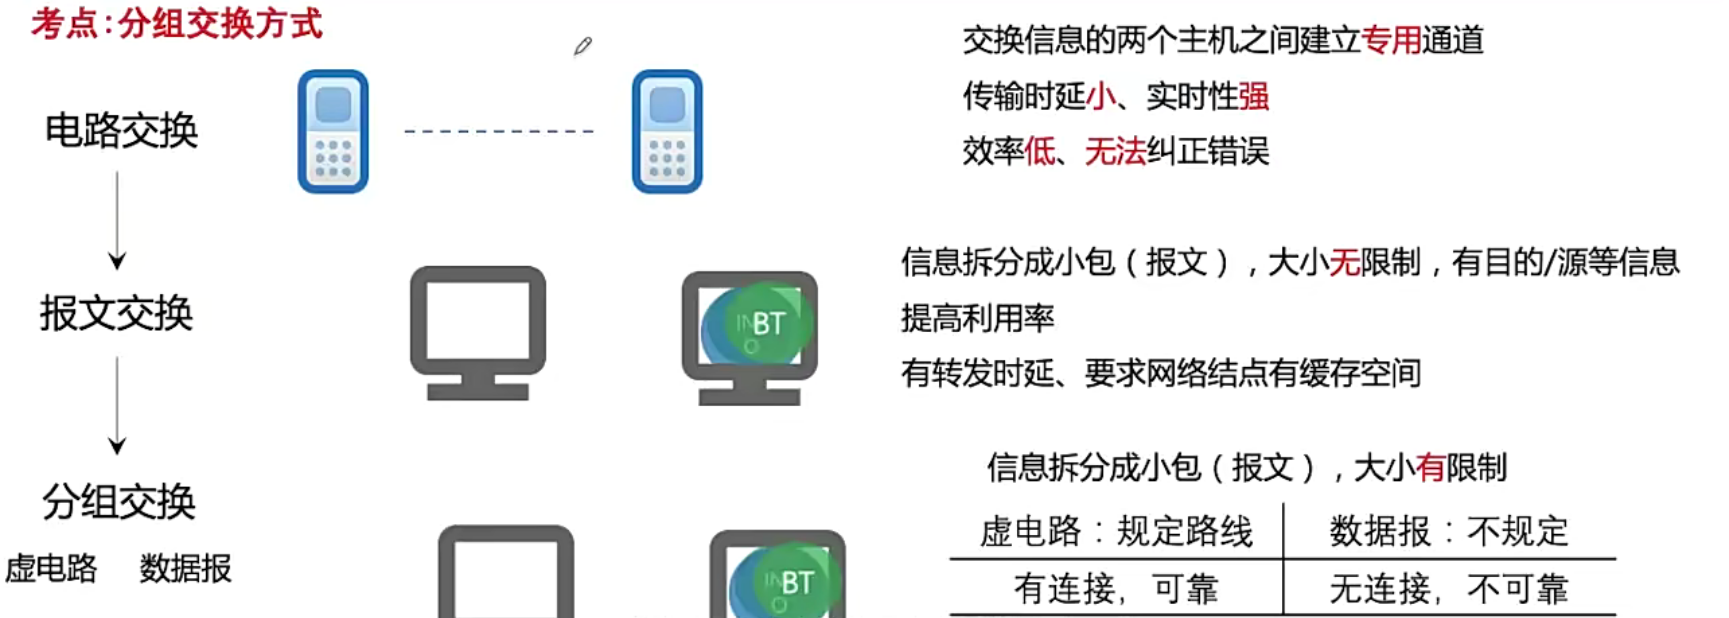 考点:分组交换方式
电路交换
交换信息的两个主机之间建立专用通道
传输时延小、实时性强
效率低、无法纠正错误
报文交换
IN BT
O
信息拆分成小包（报文），大小无限制，有目的/源等信息
提高利用率
有转发时延、要求网络结点有缓存空间
分组交换
虚电路 数据报
IN BT
O
信息拆分成小包（报文），大小有限制
虚电路：规定路线 数据报：不规定
有连接，可靠 无连接，不可靠